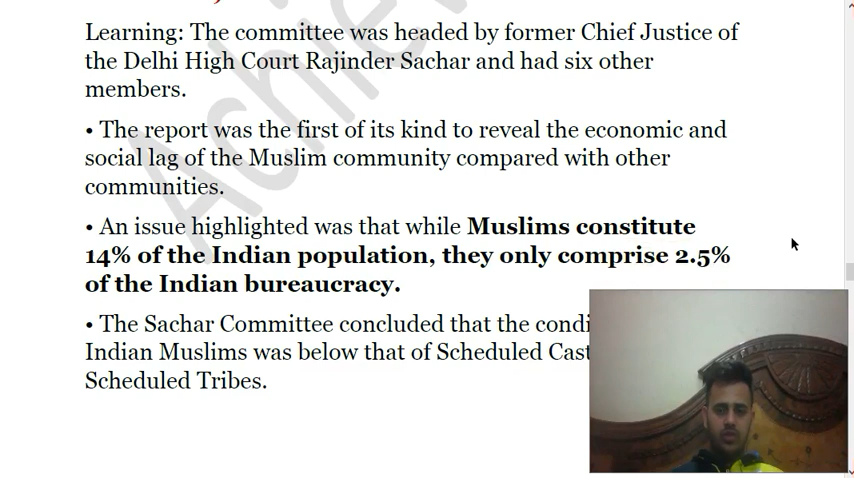 Achie
Learning: The committee was headed by former Chief Justice of
the Delhi High Court Rajinder Sachar and had six other
members.
• The report was the first of its kind to reveal the economic and
social lag of the Muslim community compared with other
communities.
• An issue highlighted was that while Muslims constitute
14% of the Indian population, they only comprise 2.5%
of the Indian bureaucracy.
• The Sachar Committee concluded that the condi
Indian Muslims was below that of Scheduled Cast
Scheduled Tribes.